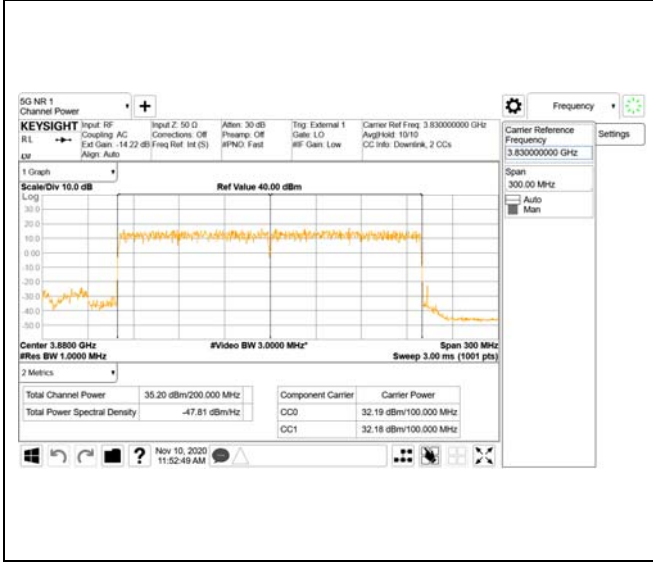 5G NR 1
Channel Power
Frequency
KEYSIGHT
R L
Input: RF
Coupling: AC
Ext Gain: -14.22 dB
Align: Auto
Input Z: 50 Ω
Corrections: Off
Freq Ref: Int (S)
Atten: 30 dB
Preamp: Off
#PNO: Fast
Trig: External 1
Gate: LO
#IF Gain: Low
Carrier Ref Freq: 3.830000000 GHz
Avg|Hold: 10/10
CC Info: Downlink, 2 CCs
Carrier Reference
Frequency
3.830000000 GHz
Settings
Span
300.00 MHz
Auto
Man
1 Graph
Scale/Div 10.0 dB
Ref Value 40.00 dBm
Log
30.0
20.0
10.0
0.00
-10.0
-20.0
-30.0
-40.0
-50.0
Center 3.8800 GHz
#Video BW 3.0000 MHz*
Span 300 MHz
#Res BW 1.0000 MHz
Sweep 3.00 ms (1001 pts)
2 Metrics
Total Channel Power 35.20 dBm/200.000 MHz
Total Power Spectral Density -47.81 dBm/Hz
Component Carrier Carrier Power
CC0 32.19 dBm/100.000 MHz
CC1 32.18 dBm/100.000 MHz
?
Nov 10, 2020
11:52:49 AM